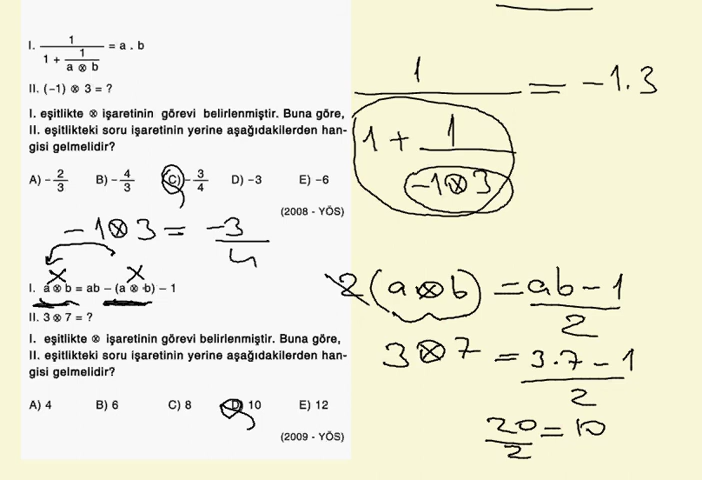 I. 1 / (1 + 1 / (a ⊗ b)) = a . b
II. (-1) ⊗ 3 = ?
I. eşitlikte ⊗ işaretinin görevi belirlenmiştir. Buna göre,
II. eşitlikteki soru işaretinin yerine aşağıdakilerden han-
gisi gelmelidir?
A) -2/3 B) -4/3 C) -3/4 D) -3 E) -6
(2008 - YÖS)
-1 ⊗ 3 = -3/4
I. a ⊗ b = ab - (a ⊗ b) - 1
II. 3 ⊗ 7 = ?
I. eşitlikte ⊗ işaretinin görevi belirlenmiştir. Buna göre,
II. eşitlikteki soru işaretinin yerine aşağıdakilerden han-
gisi gelmelidir?
A) 4 B) 6 C) 8 D) 10 E) 12
(2009 - YÖS)
1 / (1 + 1 / (-1 ⊗ 3)) = -1.3
2(a ⊗ b) = ab - 1 / 2
3 ⊗ 7 = 3.7 - 1 / 2
20/2 = 10